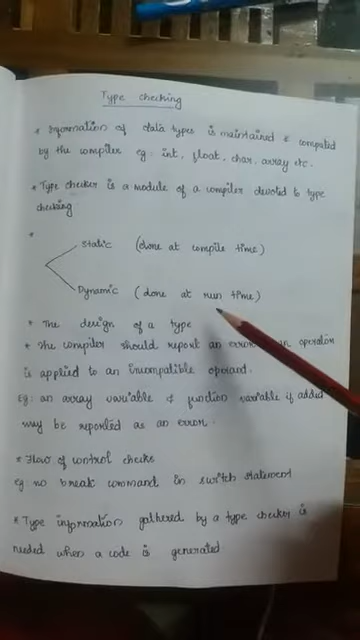 Type checking
* Information of data types is maintained & computed
by the compiler eg: int, float, char, array etc.
* Type checker is a module of a compiler devoted to type
checking
*
Static (done at compile time)
Dynamic (done at run time)
* The design of a type
* The compiler should report an error an operation
is applied to an incompatible operand.
Eg: an array variable & function variable if added
may be reported as an error.
* Flow of control checks
eg: no break command in switch statement
* Type information gathered by a type checker is
needed when a code is generated